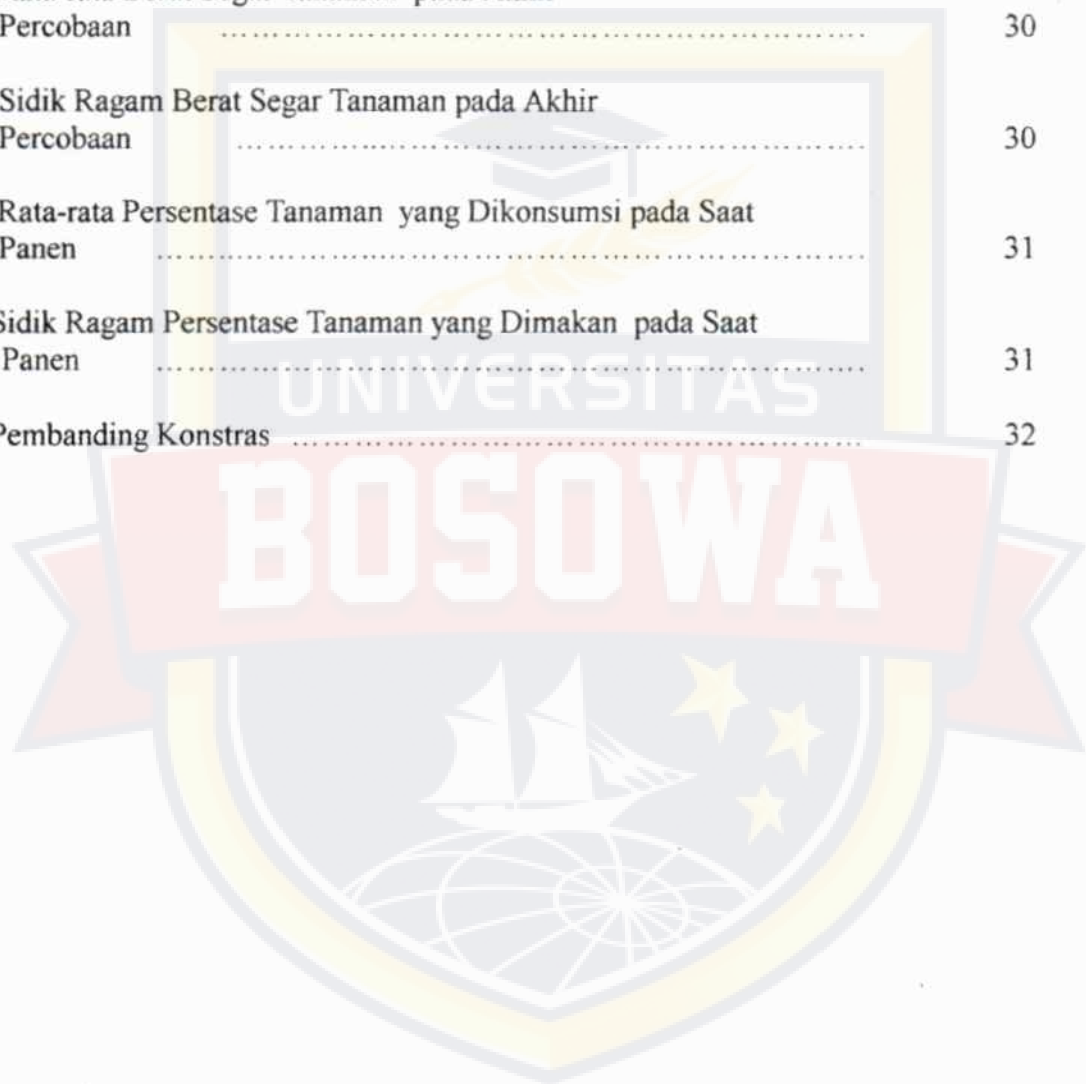 Percobaan ........................................................ 30
Sidik Ragam Berat Segar Tanaman pada Akhir
Percobaan ........................................................ 30
Rata-rata Persentase Tanaman yang Dikonsumsi pada Saat
Panen ........................................................ 31
Sidik Ragam Persentase Tanaman yang Dimakan pada Saat
Panen ........................................................ 31
Pembanding Konstras ........................................................ 32
UNIVERSITAS
BOSOWA